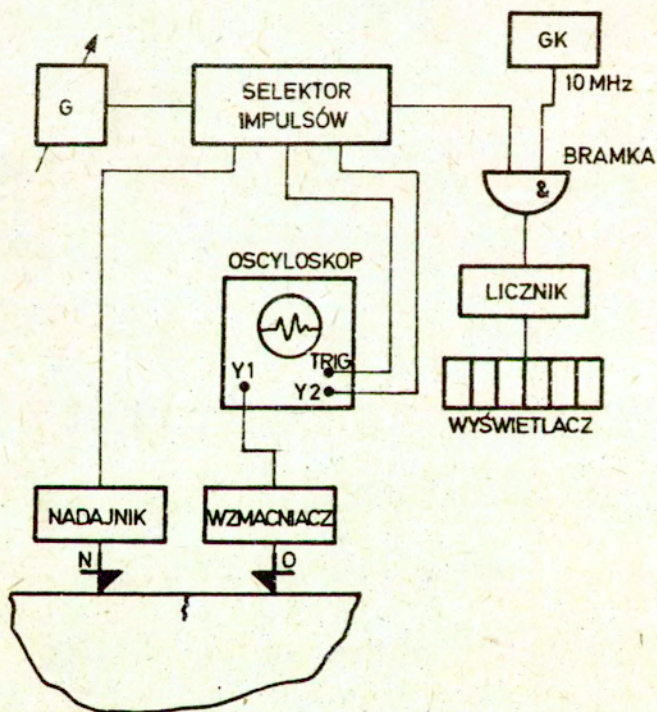 GK
10 MHz
G
SELEKTOR
IMPULSÓW
BRAMKA
&
OSCYLOSKOP
LICZNIK
TRIG
Y1
Y2
WYŚWIETLACZ
NADAJNIK
WZMACNIACZ
N
O